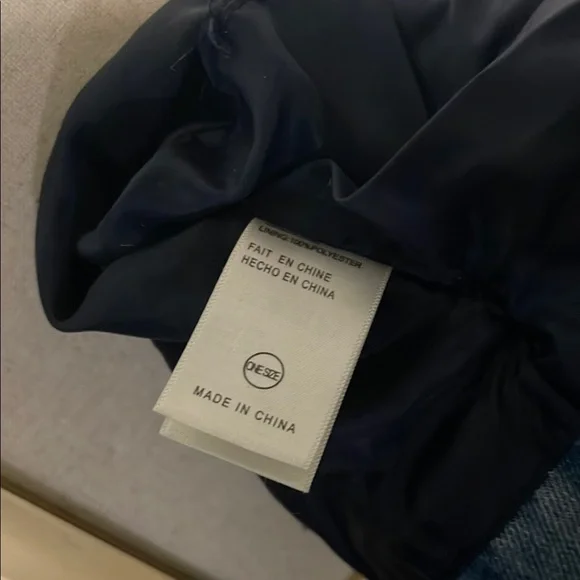 LINING: 100% POLYESTER
FAIT EN CHINE
HECHO EN CHINA
ONE SIZE
MADE IN CHINA